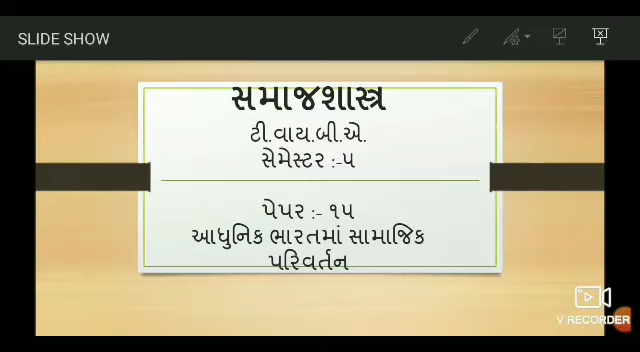 SLIDE SHOW
સમાજશાસ્ત્ર
ટી.વાય.બી.એ.
સેમેસ્ટર :-૫
પેપર :- ૧૫
આધુનિક ભારતમાં સામાજિક
પરિવર્તન
V RECORDER